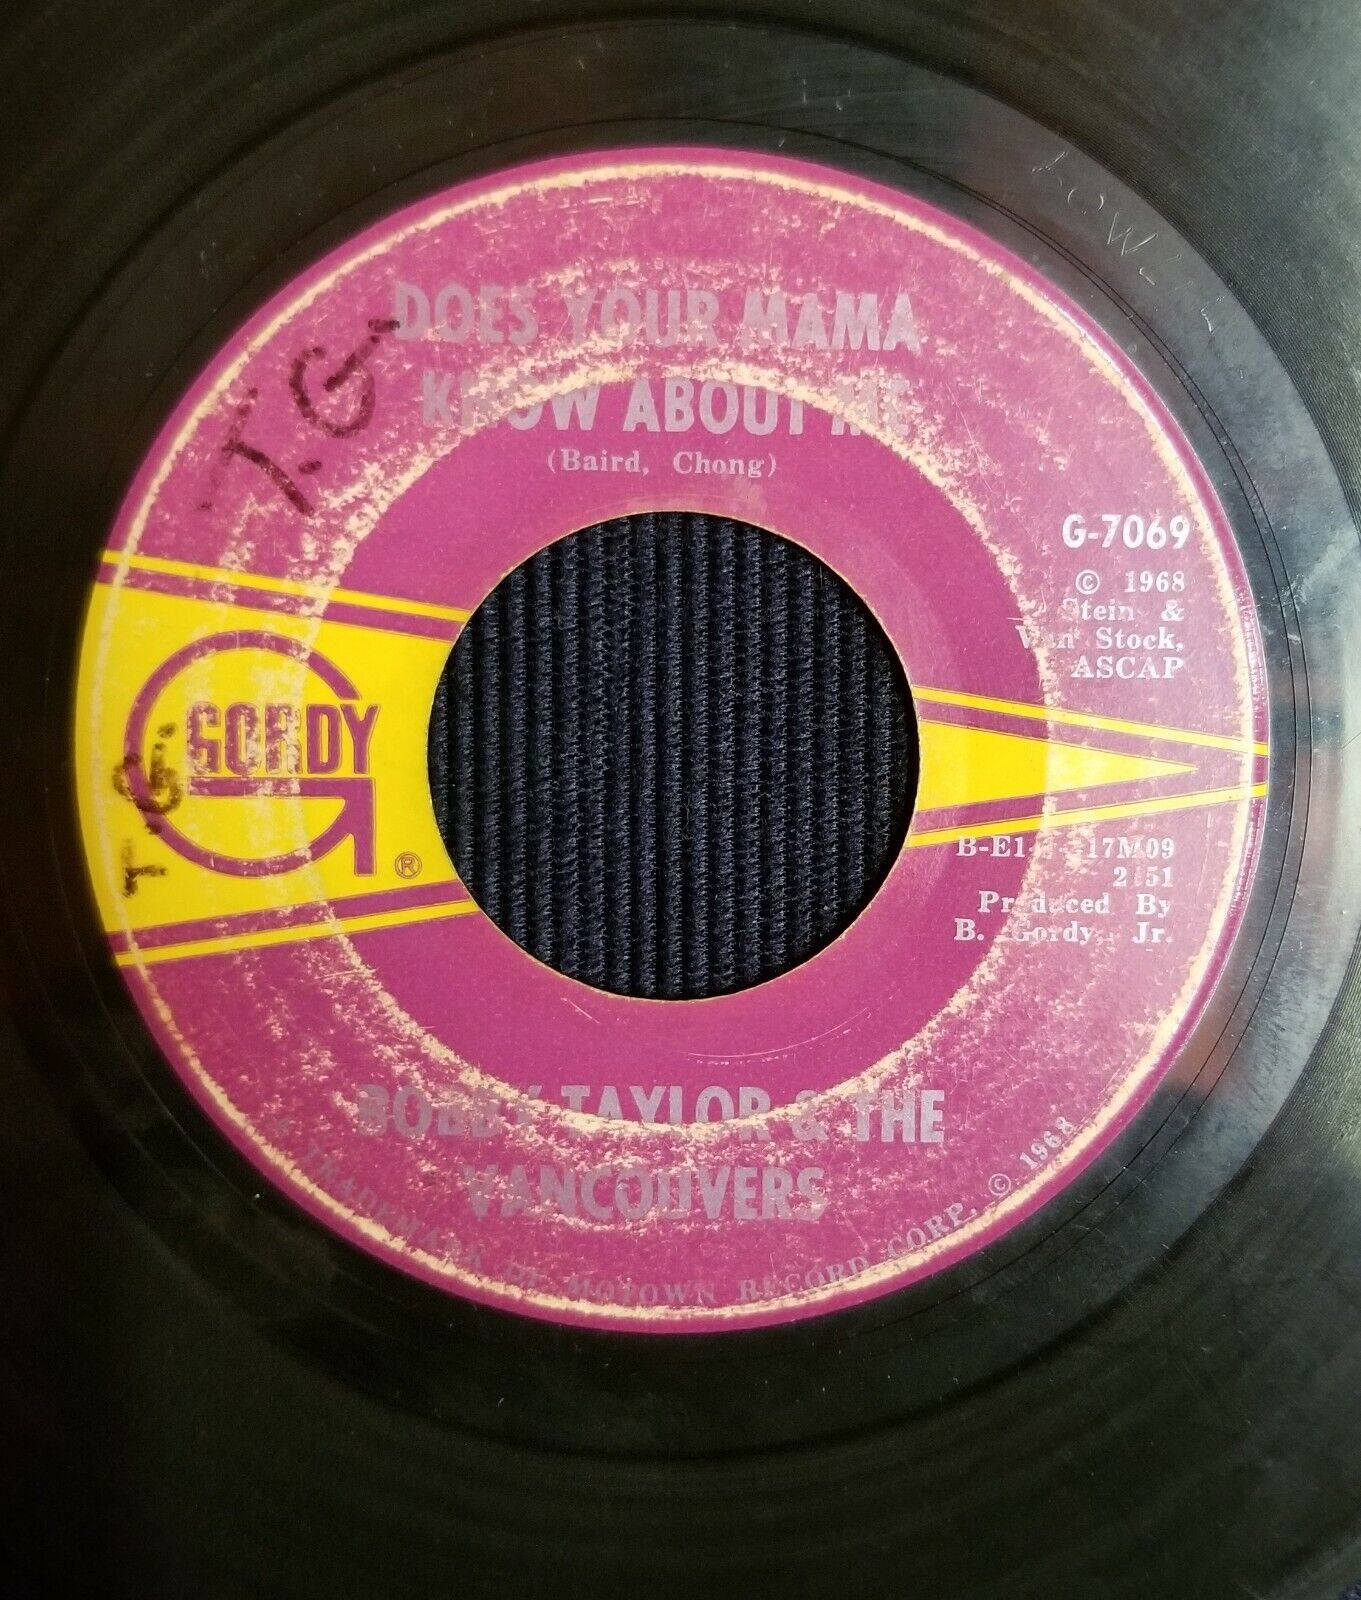 DOES YOUR MAMA
KNOW ABOUT ME
(Baird, Chong)
T.G
G-7069
© 1968
Stein &
Van Stock,
ASCAP
GORDY
®
T.G.
17M09
2:51
Produced By
B. Gordy, Jr.
BOBBY TAYLOR & THE
VANCOUVERS
A TRADEMARK OF MOTOWN RECORD CORP. © 1968